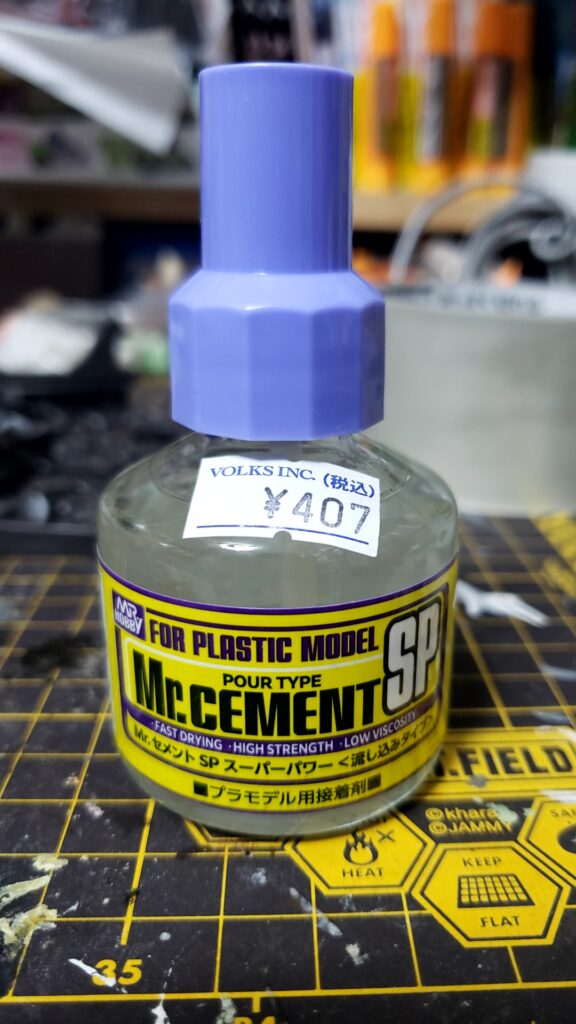 VOLKS INC. (税込)
¥407
MR HOBBY
FOR PLASTIC MODEL
POUR TYPE
Mr.CEMENT SP
・FAST DRYING ・HIGH STRENGTH ・LOW VISCOSITY
Mr.セメント SP スーパーパワー <流し込みタイプ>
■プラモデル用接着剤■
.FIELD
©khara
©JAMMY
HEAT
KEEP
FLAT
35